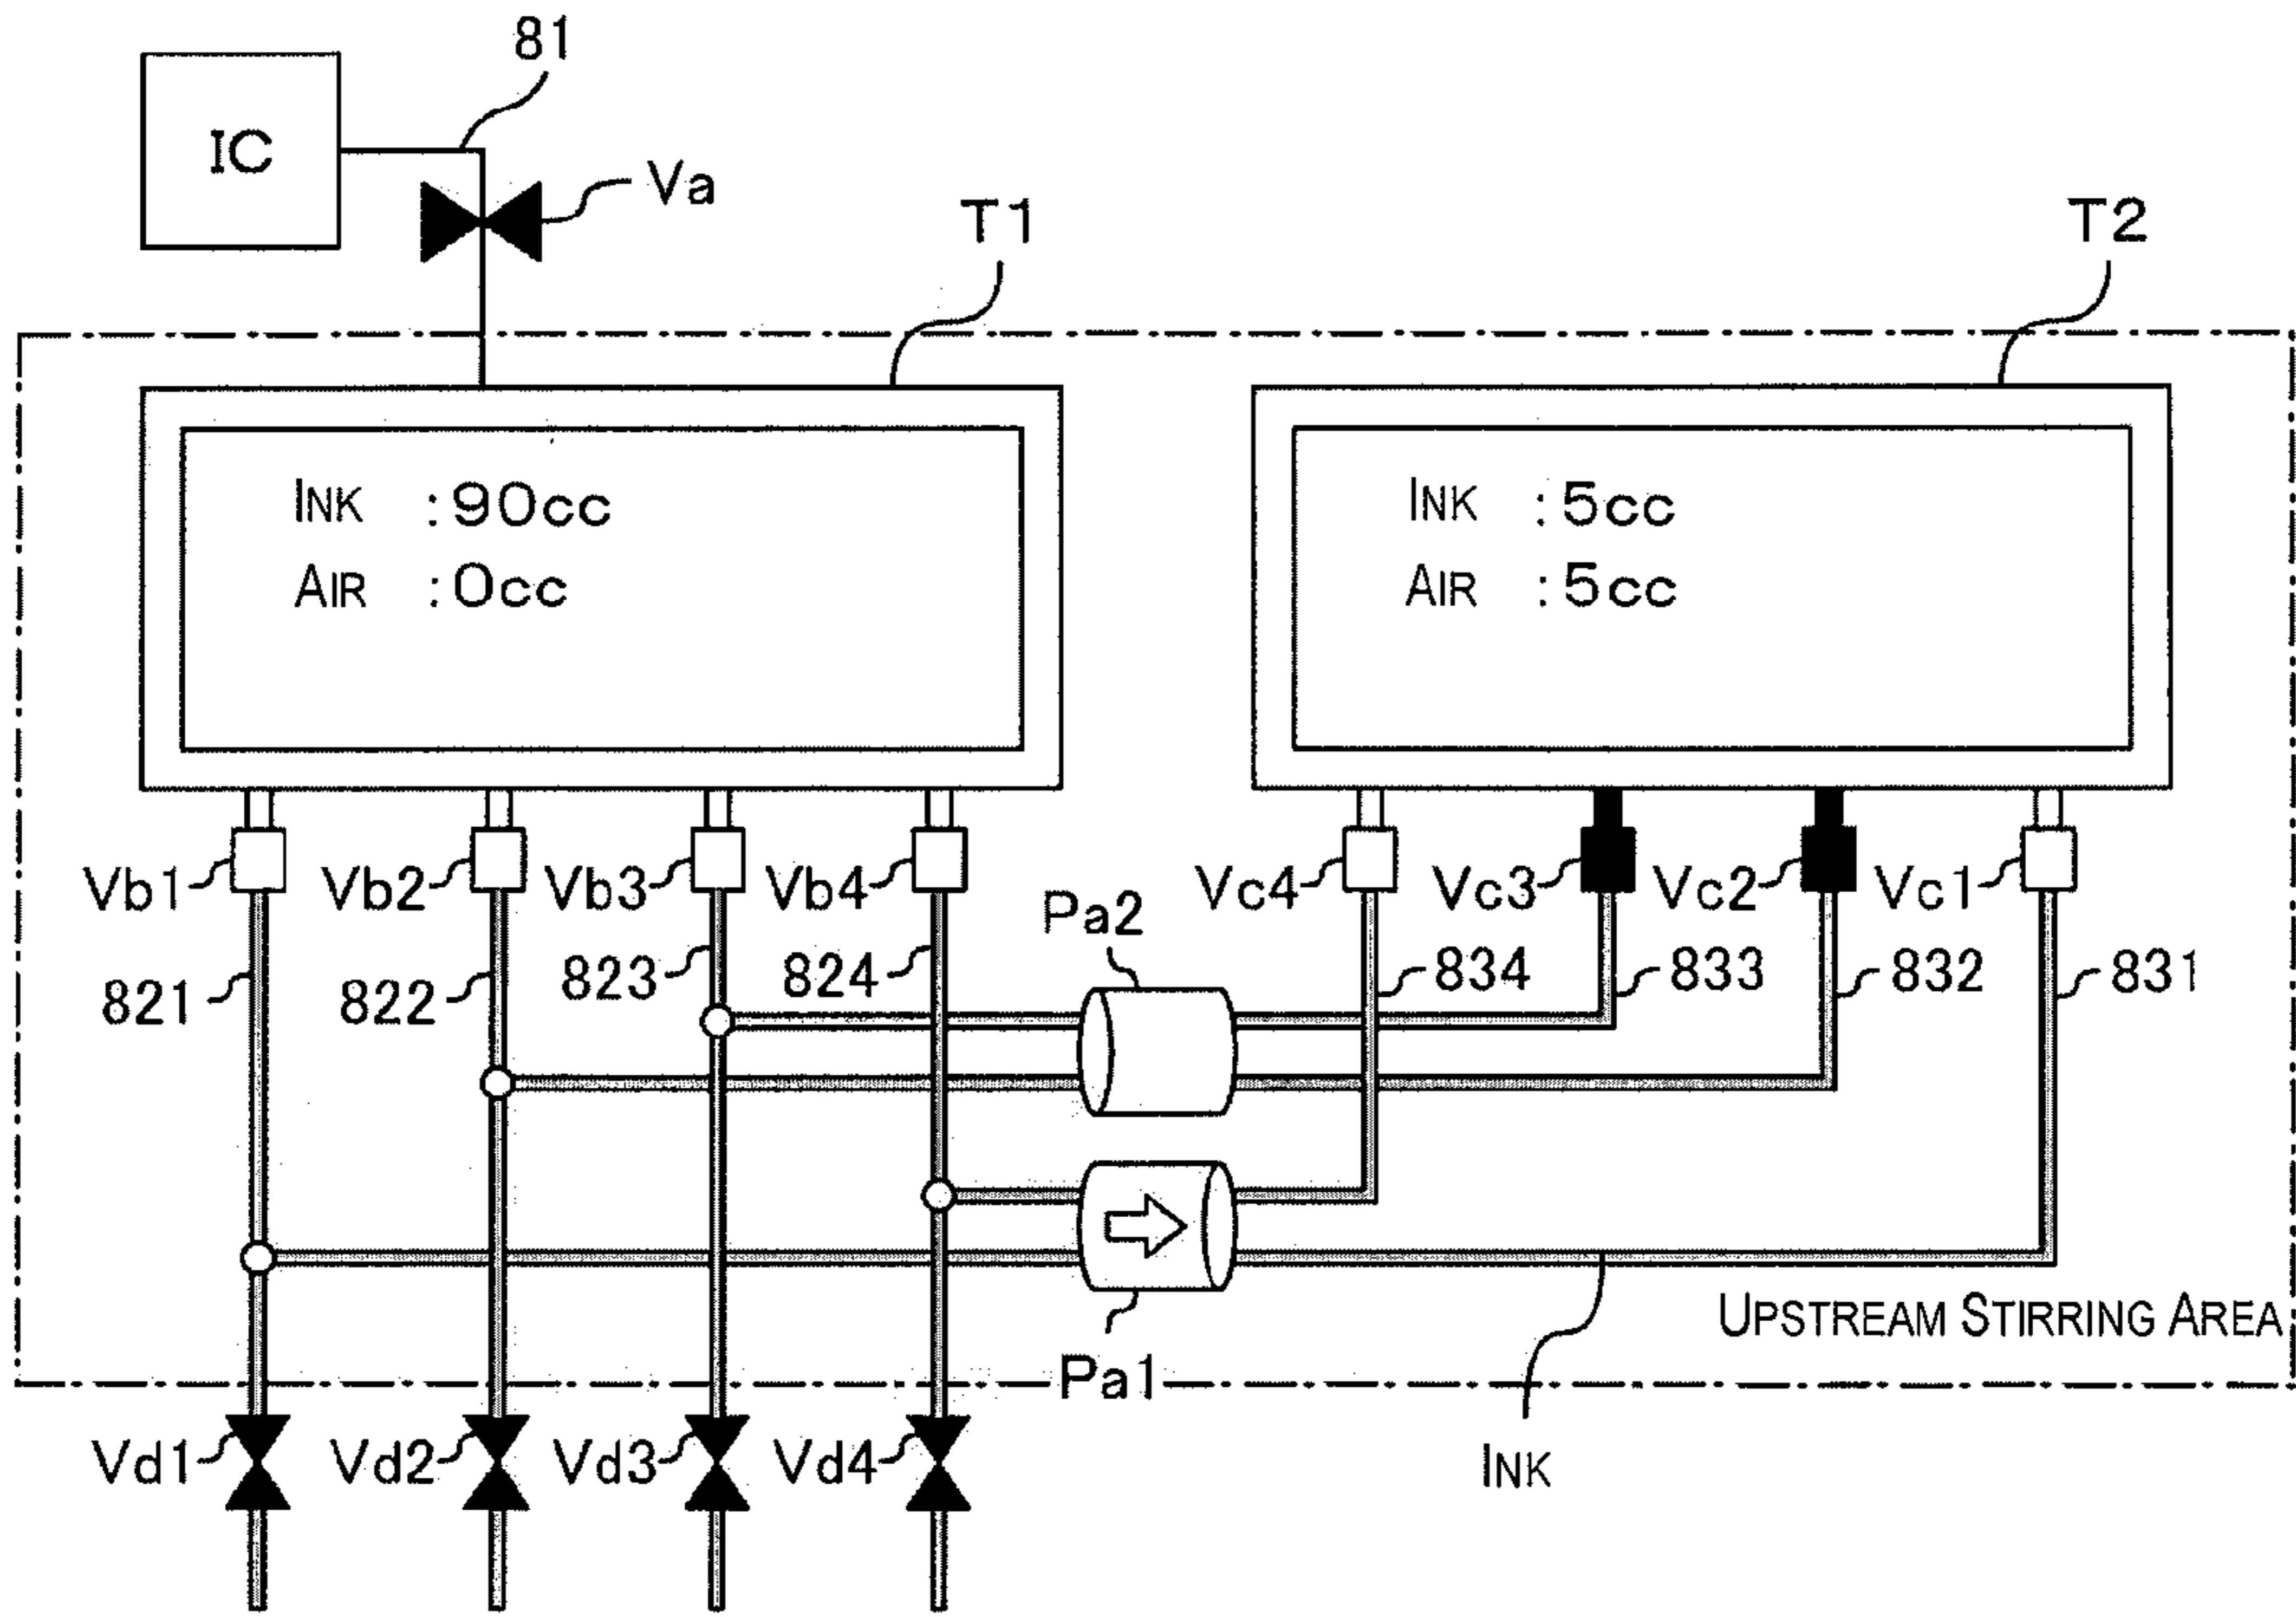 81
IC
Va
T1
T2
INK :90cc
AIR :0cc
INK :5cc
AIR :5cc
Vb1
Vb2
Vb3
Vb4
Vc4
Vc3
Vc2
Vc1
Pa2
821
822
823
824
834
833
832
831
UPSTREAM STIRRING AREA
Pa1
Vd1
Vd2
Vd3
Vd4
INK